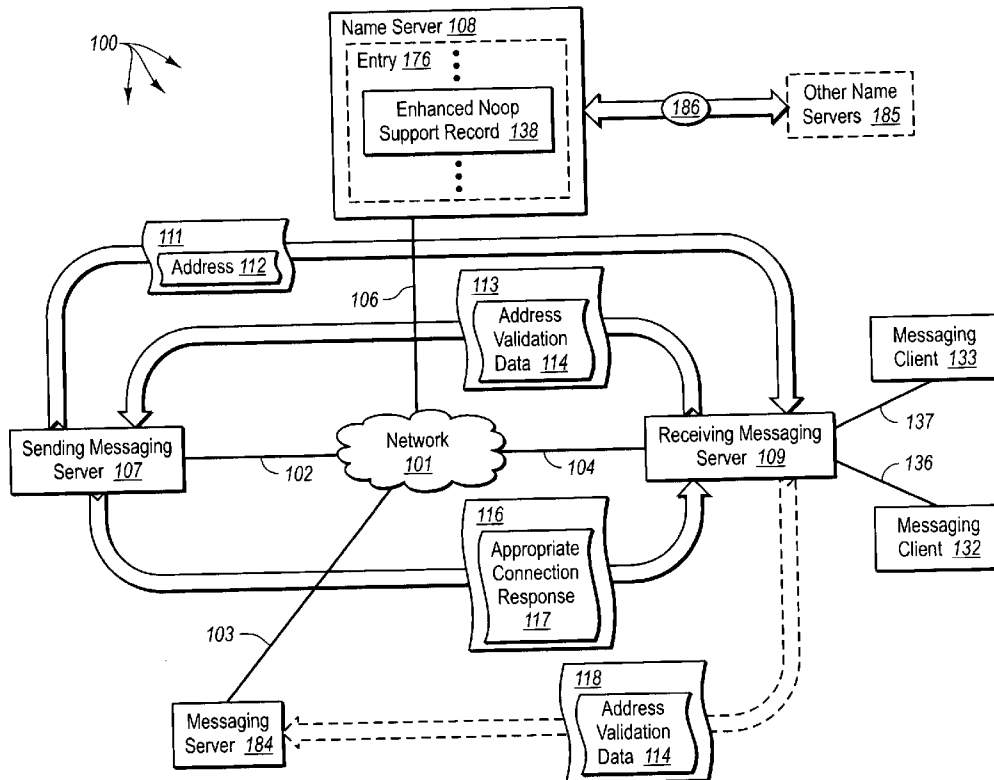 100
Name Server 108
Entry 176
Enhanced Noop
Support Record 138
186
Other Name
Servers 185
111
Address 112
106
113
Address
Validation
Data 114
Messaging
Client 133
137
Sending Messaging
Server 107
102
Network
101
104
Receiving Messaging
Server 109
136
Messaging
Client 132
116
Appropriate
Connection
Response
117
103
Messaging
Server 184
118
Address
Validation
Data 114